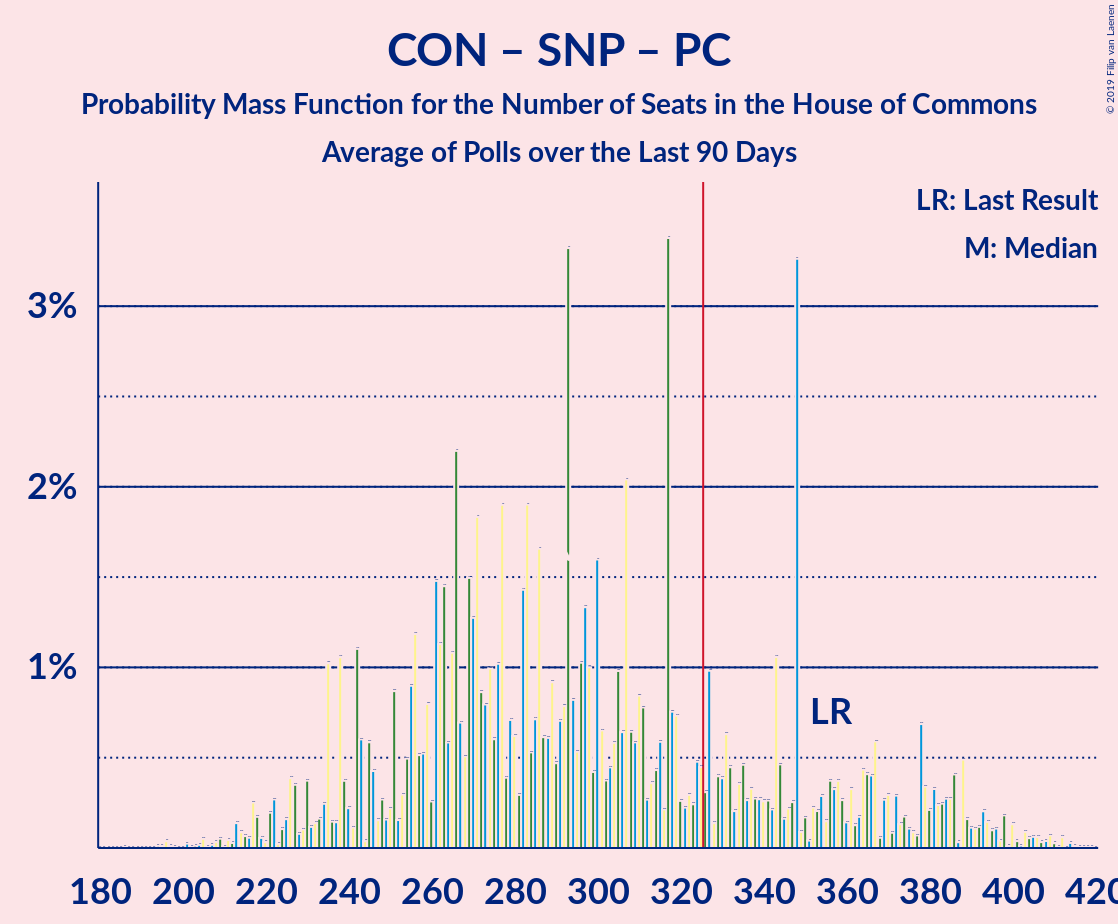 CON – SNP – PC
Probability Mass Function for the Number of Seats in the House of Commons
Average of Polls over the Last 90 Days
© 2019 Filip van Laenen
LR: Last Result
M: Median
3%
2%
1%
LR
180 200 220 240 260 280 300 320 340 360 380 400 420